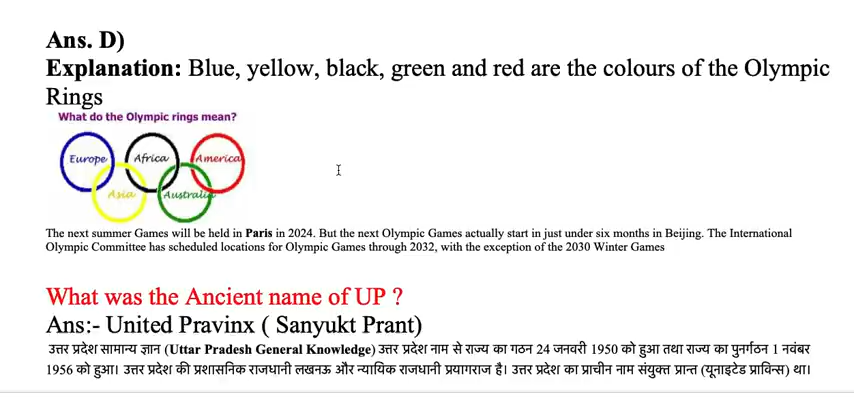 Ans. D)
Explanation: Blue, yellow, black, green and red are the colours of the Olympic
Rings
What do the Olympic rings mean?
Europe Africa America
Asia Australia
The next summer Games will be held in Paris in 2024. But the next Olympic Games actually start in just under six months in Beijing. The International
Olympic Committee has scheduled locations for Olympic Games through 2032, with the exception of the 2030 Winter Games
What was the Ancient name of UP ?
Ans:- United Pravinx ( Sanyukt Prant)
उत्तर प्रदेश सामान्य ज्ञान (Uttar Pradesh General Knowledge) उत्तर प्रदेश नाम से राज्य का गठन 24 जनवरी 1950 को हुआ तथा राज्य का पुनर्गठन 1 नवंबर
1956 को हुआ। उत्तर प्रदेश की प्रशासनिक राजधानी लखनऊ और न्यायिक राजधानी प्रयागराज है। उत्तर प्रदेश का प्राचीन नाम संयुक्त प्रान्त (यूनाइटेड प्राविन्स) था।